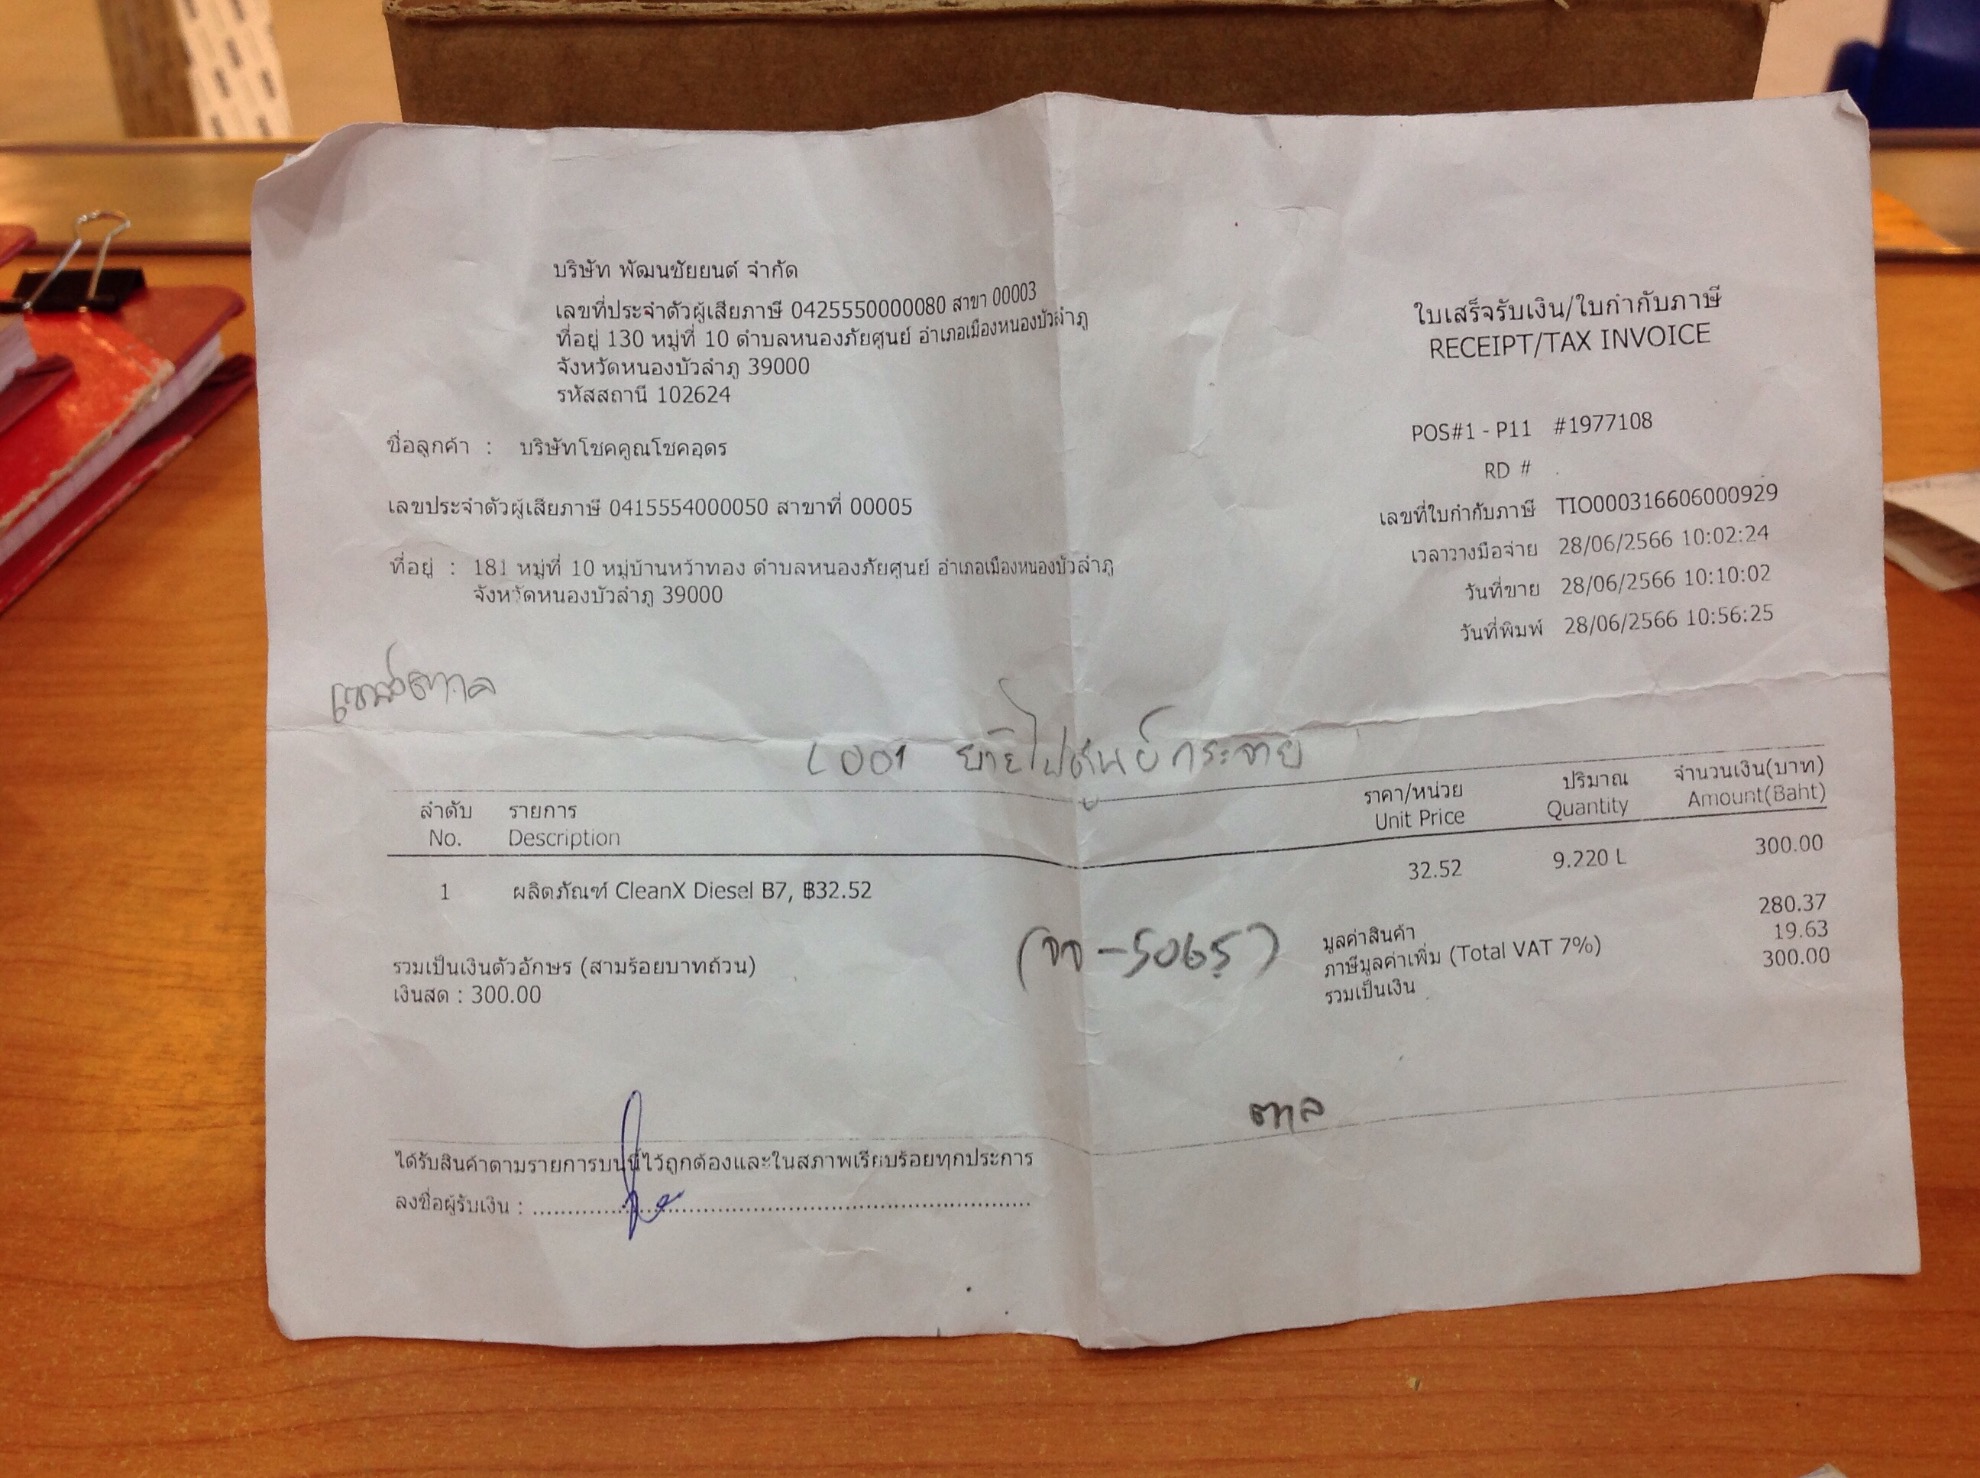 บริษัท พัฒนชัยยนต์ จำกัด
เลขที่ประจำตัวผู้เสียภาษี 0425550000080 สาขา 00003
ที่อยู่ 130 หมู่ที่ 10 ตำบลหนองภัยศูนย์ อำเภอเมืองหนองบัวลำภู
จังหวัดหนองบัวลำภู 39000
รหัสสถานี 102624
ใบเสร็จรับเงิน/ใบกำกับภาษี
RECEIPT/TAX INVOICE
ชื่อลูกค้า : บริษัทโชคคูณโชคอุดร
เลขประจำตัวผู้เสียภาษี 0415554000050 สาขาที่ 00005
ที่อยู่ : 181 หมู่ที่ 10 หมู่บ้านหว้าทอง ตำบลหนองภัยศูนย์ อำเภอเมืองหนองบัวลำภู
จังหวัดหนองบัวลำภู 39000
POS#1 - P11 #1977108
RD # .
เลขที่ใบกำกับภาษี TIO000316606000929
เวลาวางมือจ่าย 28/06/2566 10:02:24
วันที่ขาย 28/06/2566 10:10:02
วันที่พิมพ์ 28/06/2566 10:56:25
L001 ย้ายไปศูนย์กระจาย
ลำดับ รายการ ราคา/หน่วย ปริมาณ จำนวนเงิน(บาท)
No. Description Unit Price Quantity Amount(Baht)
1 ผลิตภัณฑ์ CleanX Diesel B7, ฿32.52 32.52 9.220 L 300.00
(จจ-5065)
มูลค่าสินค้า 280.37
ภาษีมูลค่าเพิ่ม (Total VAT 7%) 19.63
รวมเป็นเงิน 300.00
รวมเป็นเงินตัวอักษร (สามร้อยบาทถ้วน)
เงินสด : 300.00
ตาล
ได้รับสินค้าตามรายการบนนี้ไว้ถูกต้องและในสภาพเรียบร้อยทุกประการ
ลงชื่อผู้รับเงิน :